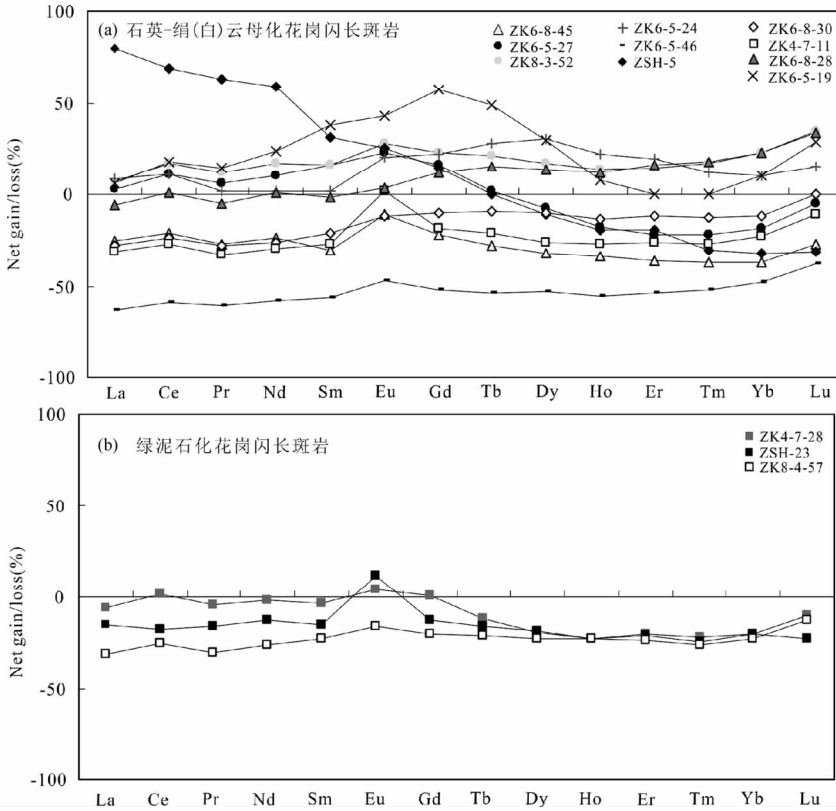 (a) 石英-绢(白)云母化花岗闪长斑岩
ZK6-8-45
ZK6-5-27
ZK8-3-52
ZK6-5-24
ZK6-5-46
ZSH-5
ZK6-8-30
ZK4-7-11
ZK6-8-28
ZK6-5-19
100
50
0
-50
-100
Net gain/loss(%)
La Ce Pr Nd Sm Eu Gd Tb Dy Ho Er Tm Yb Lu
(b) 绿泥石化花岗闪长斑岩
ZK4-7-28
ZSH-23
ZK8-4-57
100
50
0
-50
-100
Net gain/loss(%)
La Ce Pr Nd Sm Eu Gd Tb Dy Ho Er Tm Yb Lu